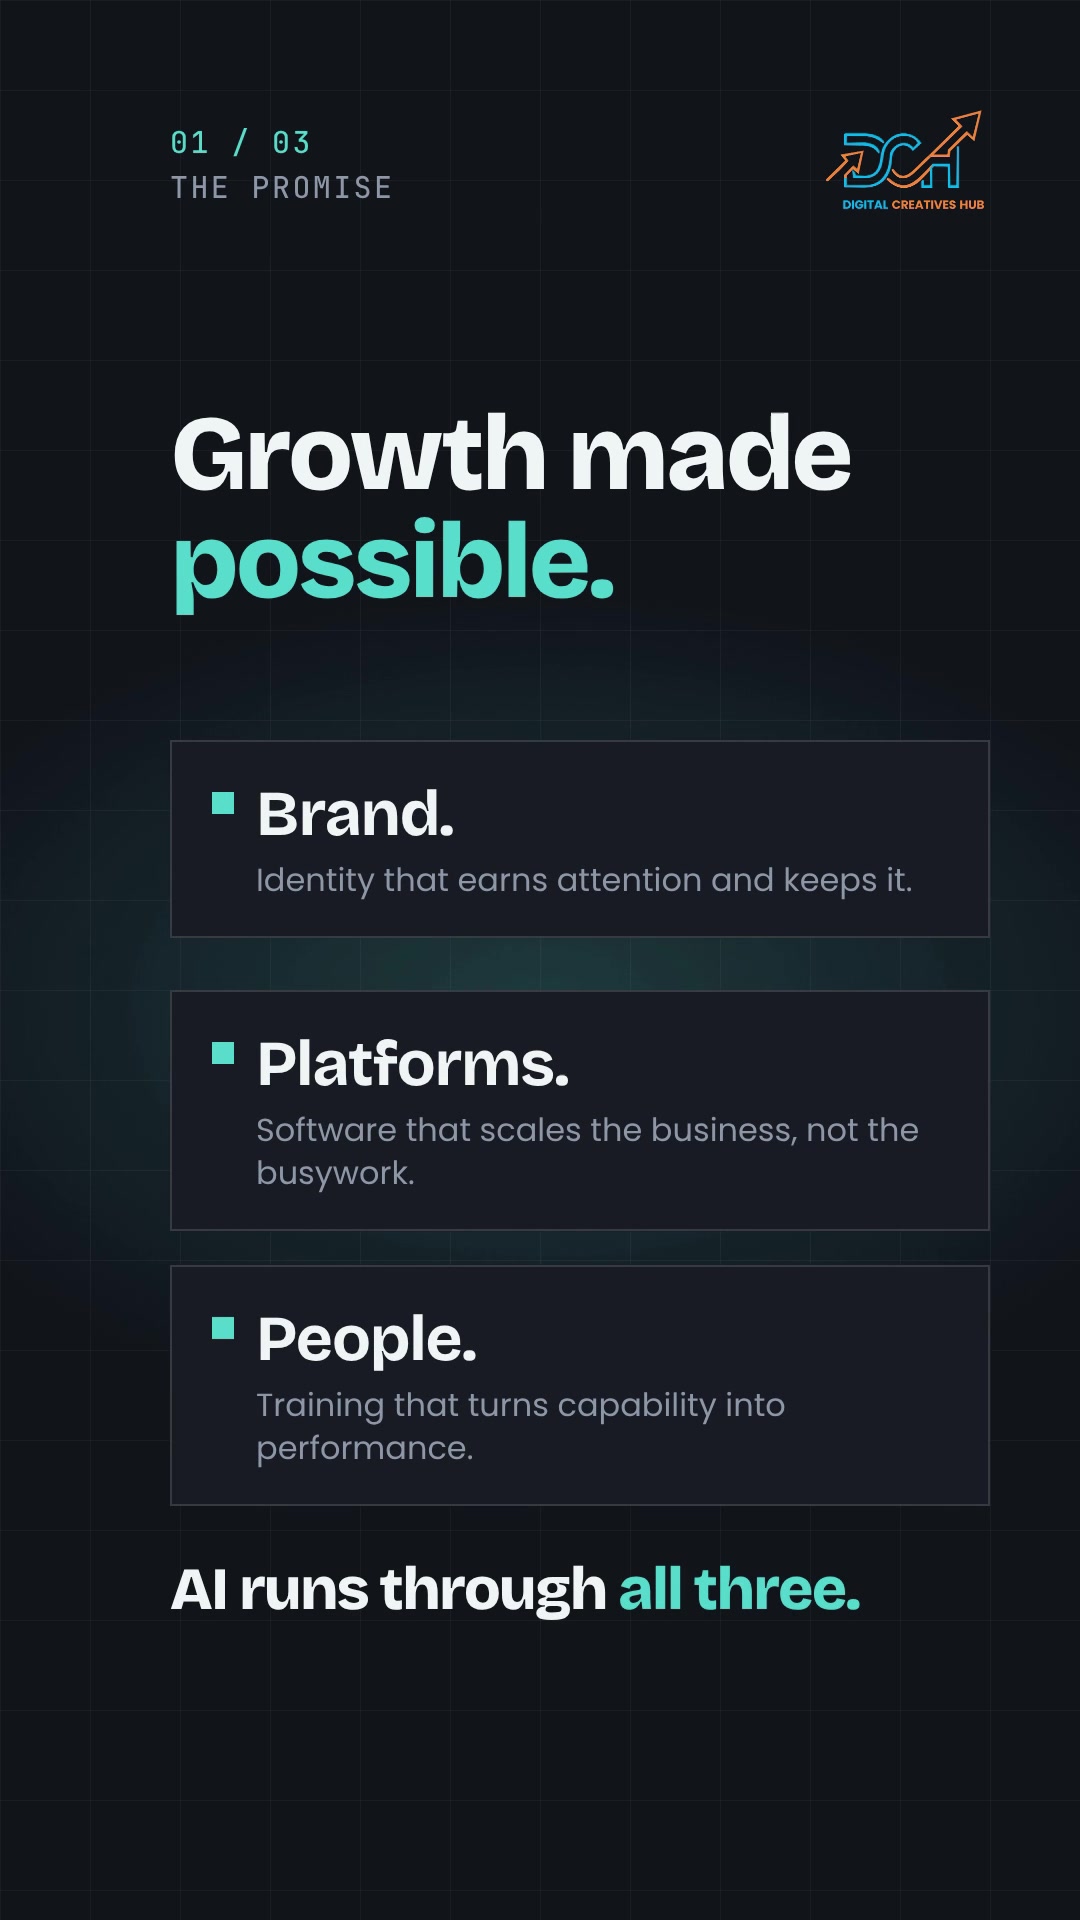 01 / 03
THE PROMISE
DCH
DIGITAL CREATIVES HUB
Growth made
possible.
Brand.
Identity that earns attention and keeps it.
Platforms.
Software that scales the business, not the
busywork.
People.
Training that turns capability into
performance.
AI runs through all three.